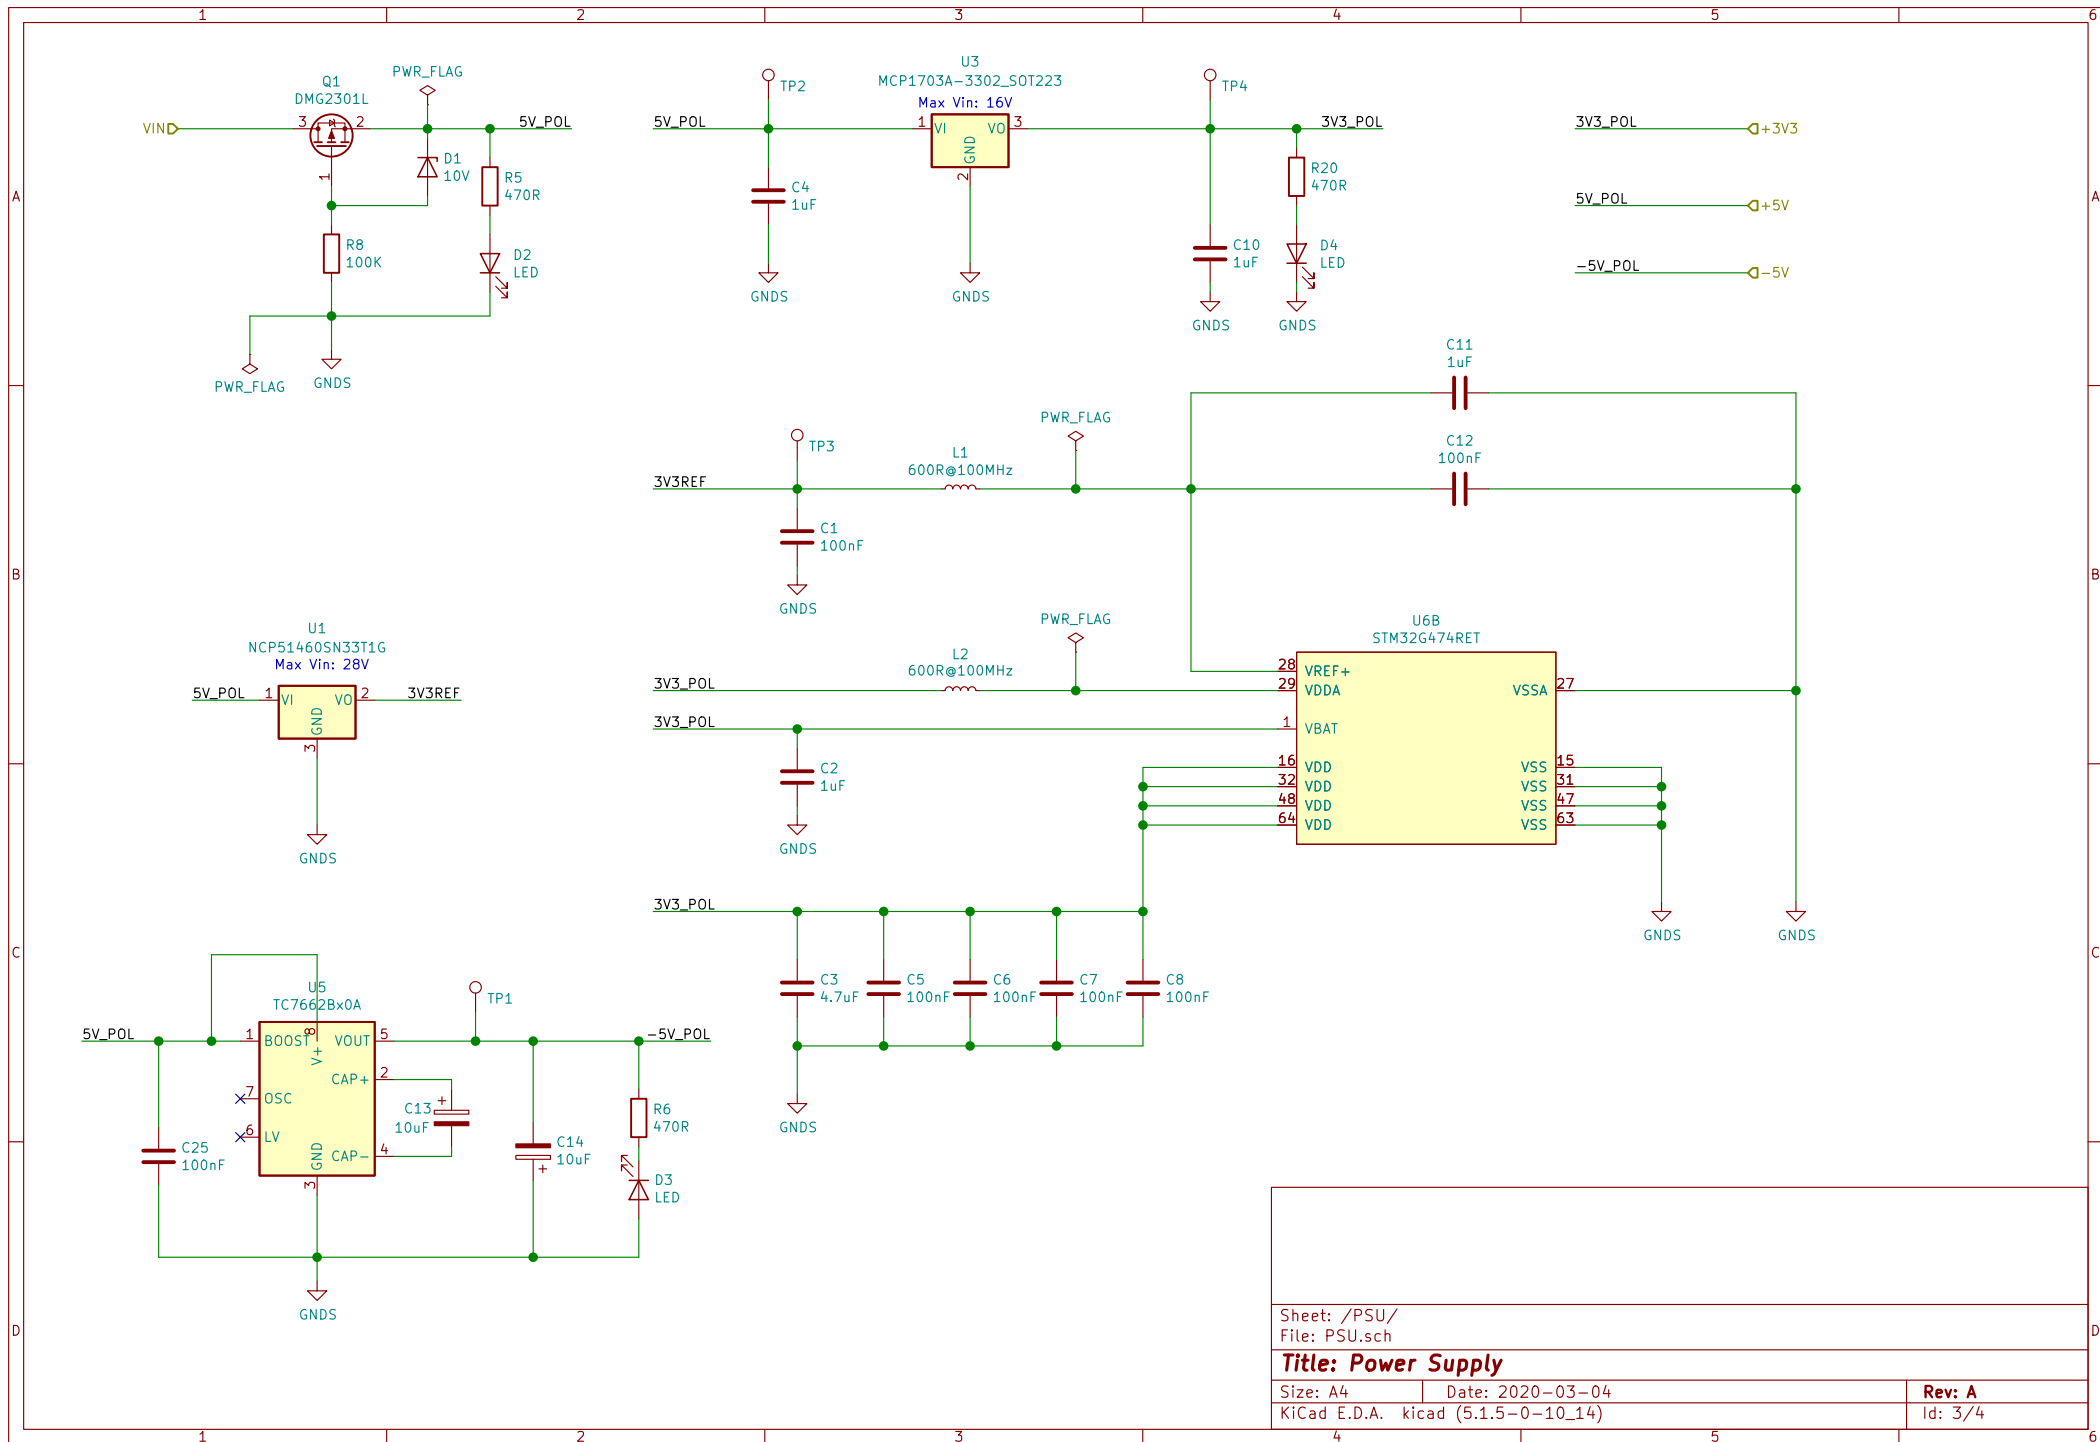 1 2 3 4 5 6
A A
B B
C C
D D
1 2 3 4 5 6
Q1
DMG2301L
PWR_FLAG
VIN
3 2
1
5V_POL
D1
10V
R5
470R
R8
100K
D2
LED
PWR_FLAG
GNDS
TP2
5V_POL
C4
1uF
GNDS
U3
MCP1703A-3302_SOT223
Max Vin: 16V
1 VI VO 3
GND
2
GNDS
TP4
3V3_POL
R20
470R
C10
1uF
D4
LED
GNDS
GNDS
3V3_POL +3V3
5V_POL +5V
-5V_POL -5V
C11
1uF
C12
100nF
PWR_FLAG
TP3
L1
600R@100MHz
3V3REF
C1
100nF
GNDS
PWR_FLAG
L2
600R@100MHz
3V3_POL
3V3_POL
C2
1uF
GNDS
U6B
STM32G474RET
28 VREF+
29 VDDA
1 VBAT
16 VDD
32 VDD
48 VDD
64 VDD
VSSA 27
VSS 15
VSS 31
VSS 47
VSS 63
GNDS
GNDS
3V3_POL
C3
4.7uF
C5
100nF
C6
100nF
C7
100nF
C8
100nF
GNDS
U1
NCP51460SN33T1G
Max Vin: 28V
5V_POL
1 VI VO 2
3V3REF
GND
3
GNDS
U5
TC7662Bx0A
5V_POL
1 BOOST
8
V+
VOUT 5
CAP+ 2
7 OSC
6 LV
GND
3
CAP- 4
TP1
-5V_POL
C25
100nF
+
C13
10uF
C14
10uF
+
R6
470R
D3
LED
GNDS
Sheet: /PSU/
File: PSU.sch
Title: Power Supply
Size: A4 Date: 2020-03-04 Rev: A
KiCad E.D.A. kicad (5.1.5-0-10_14) Id: 3/4